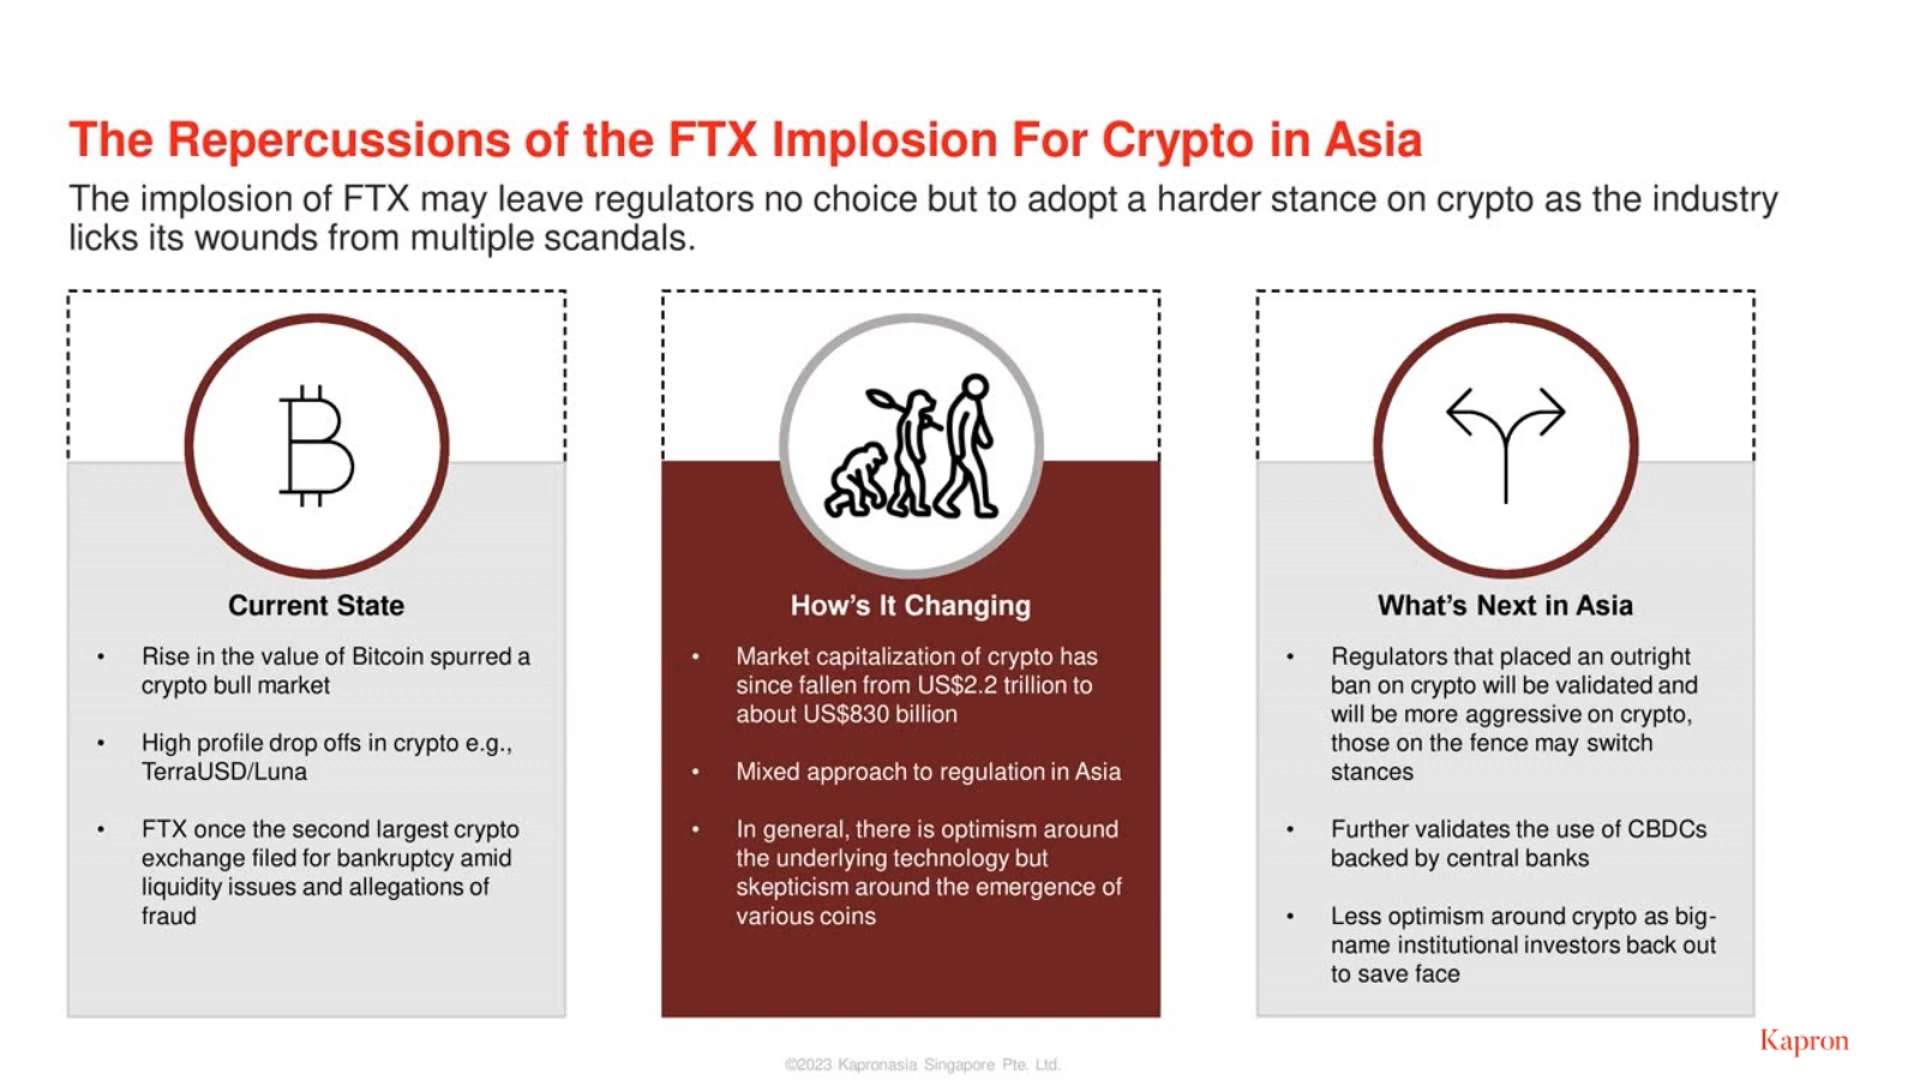 The Repercussions of the FTX Implosion For Crypto in Asia
The implosion of FTX may leave regulators no choice but to adopt a harder stance on crypto as the industry
licks its wounds from multiple scandals.
Current State
• Rise in the value of Bitcoin spurred a
crypto bull market
• High profile drop offs in crypto e.g.,
TerraUSD/Luna
• FTX once the second largest crypto
exchange filed for bankruptcy amid
liquidity issues and allegations of
fraud
How’s It Changing
• Market capitalization of crypto has
since fallen from US$2.2 trillion to
about US$830 billion
• Mixed approach to regulation in Asia
• In general, there is optimism around
the underlying technology but
skepticism around the emergence of
various coins
What’s Next in Asia
• Regulators that placed an outright
ban on crypto will be validated and
will be more aggressive on crypto,
those on the fence may switch
stances
• Further validates the use of CBDCs
backed by central banks
• Less optimism around crypto as big-
name institutional investors back out
to save face
Kapron
©2023 Kapronasia Singapore Pte. Ltd.